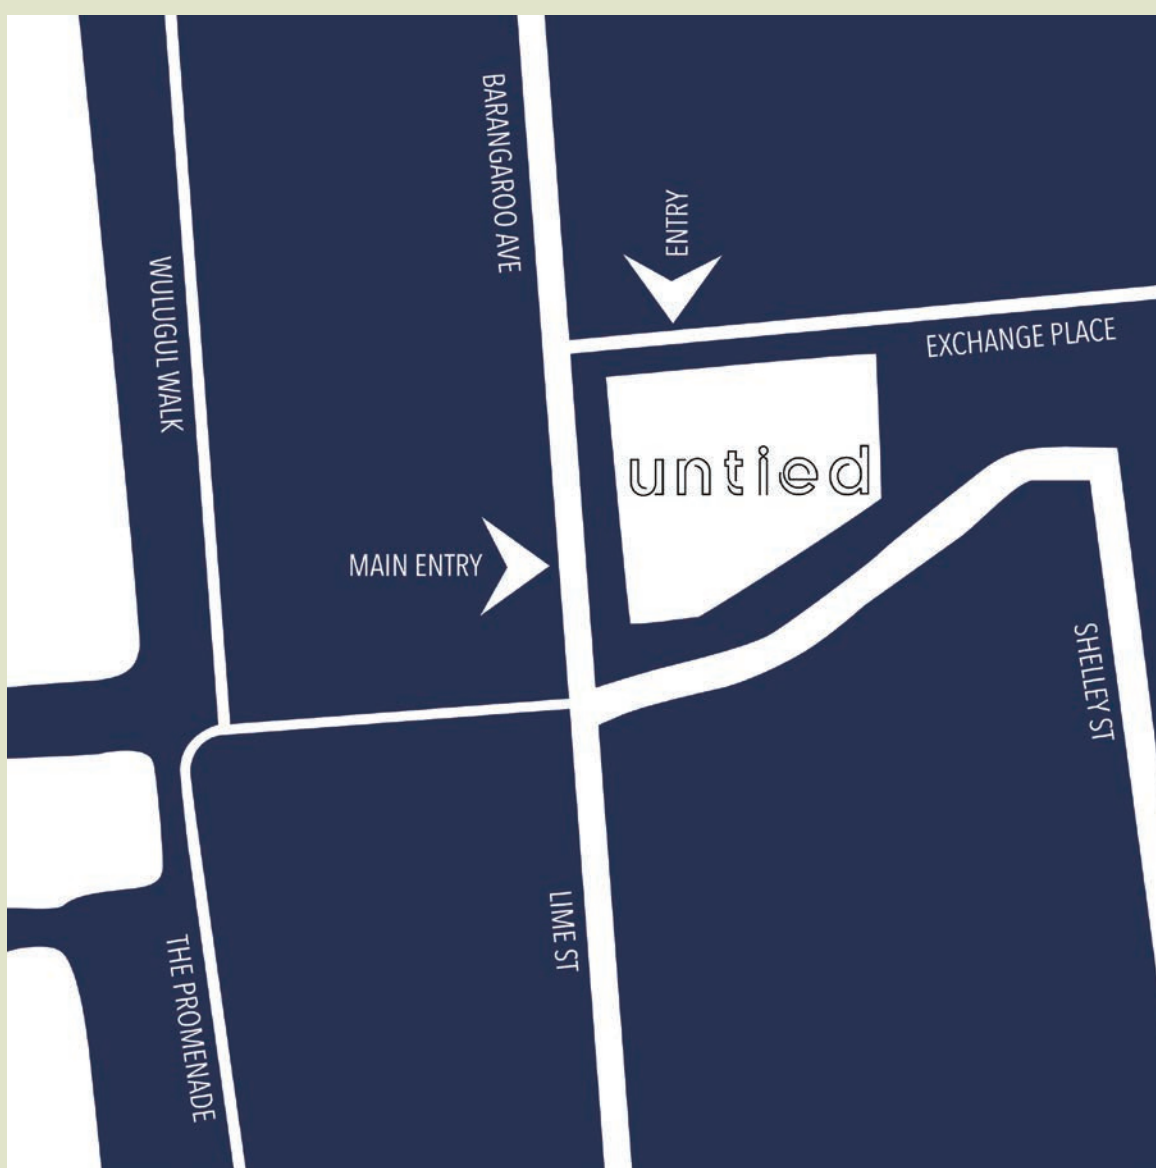 BARANGAROO AVE
ENTRY
WULUGUL WALK
EXCHANGE PLACE
untied
MAIN ENTRY
SHELLEY ST
LIME ST
THE PROMENADE